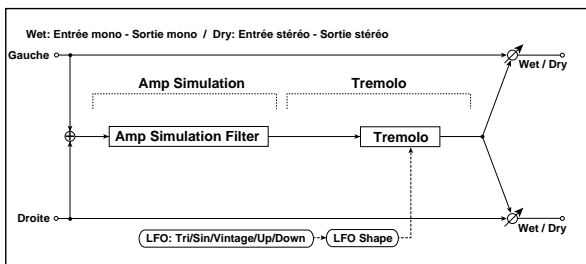 Wet: Entrée mono - Sortie mono / Dry: Entrée stéréo - Sortie stéréo
Gauche
Wet / Dry
Amp Simulation
Tremolo
Amp Simulation Filter
Tremolo
Droite
Wet / Dry
LFO: Tri/Sin/Vintage/Up/Down
LFO Shape